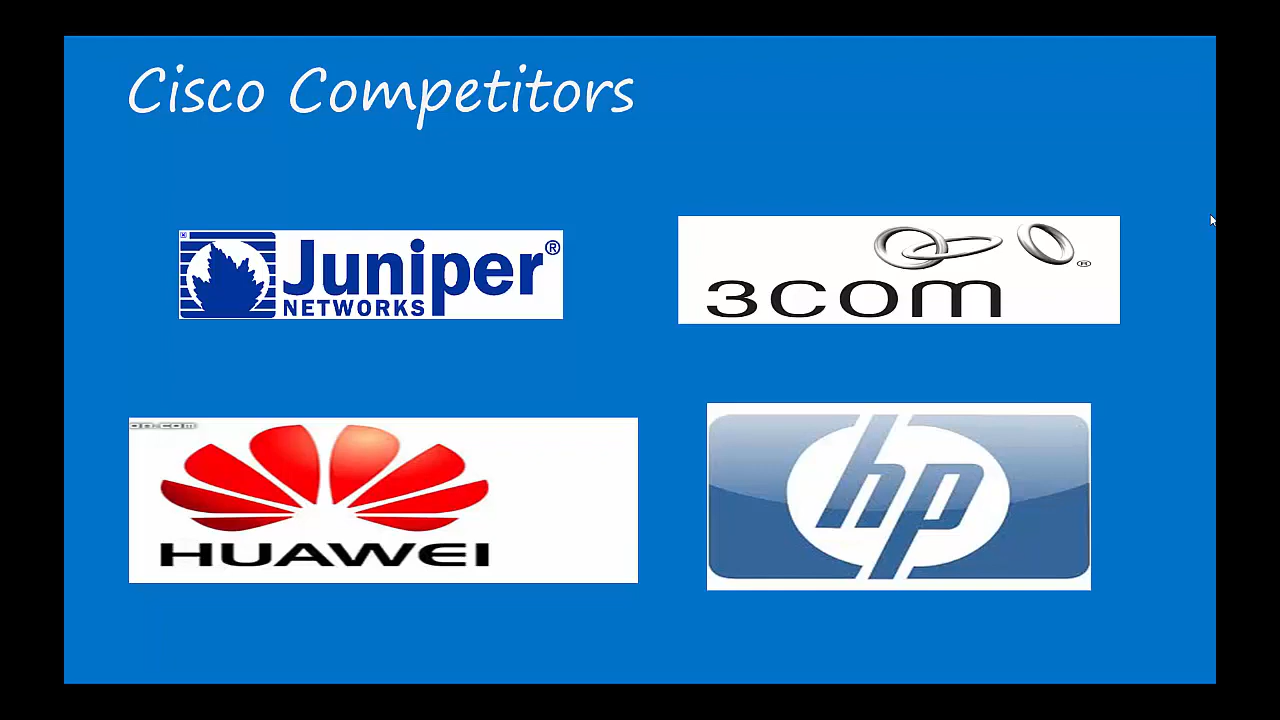 Cisco Competitors
Juniper®
NETWORKS
3com®
HUAWEI
hp